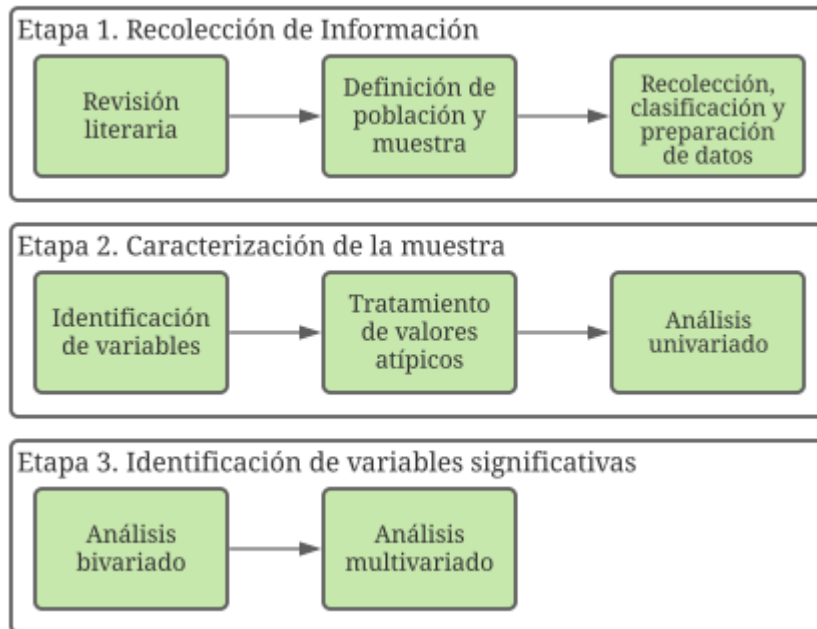 Etapa 1. Recolección de Información
Revisión
literaria
Definición de
población y
muestra
Recolección,
clasificación y
preparación
de datos
Etapa 2. Caracterización de la muestra
Identificación
de variables
Tratamiento
de valores
atípicos
Análisis
univariado
Etapa 3. Identificación de variables significativas
Análisis
bivariado
Análisis
multivariado